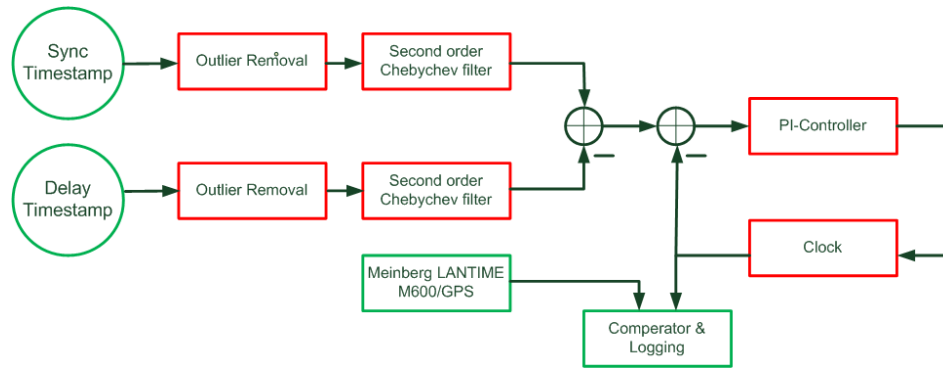 Sync
Timestamp
Outlier Removal
Second order
Chebychev filter
PI-Controller
Delay
Timestamp
Outlier Removal
Second order
Chebychev filter
Clock
Meinberg LANTIME
M600/GPS
Comperator &
Logging